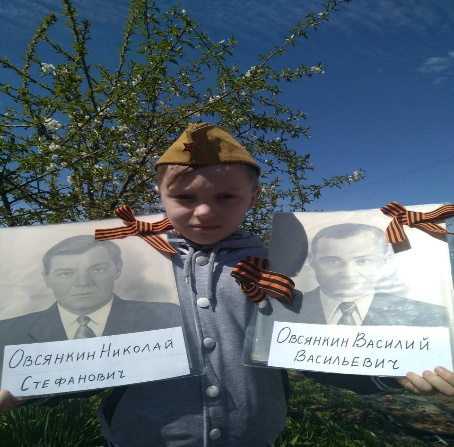 Овсянкин Николай
Стефанович
Овсянкин Василий
Васильевич